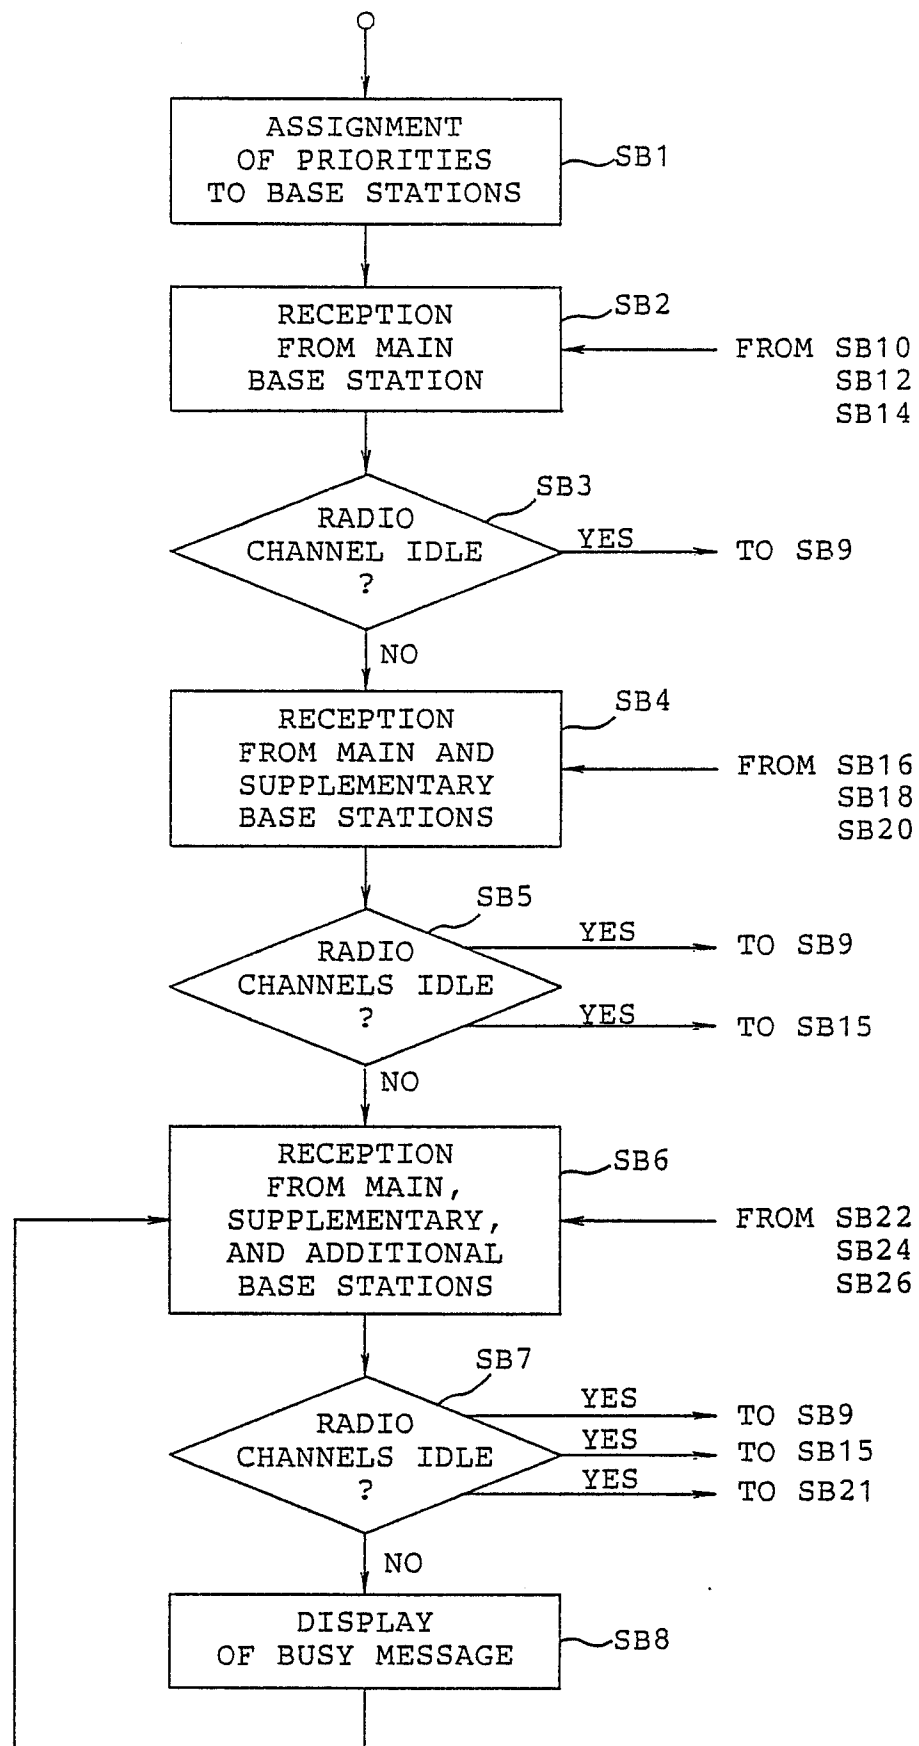 ASSIGNMENT
OF PRIORITIES
TO BASE STATIONS
SB1
RECEPTION
FROM MAIN
BASE STATION
SB2
FROM SB10
SB12
SB14
RADIO
CHANNEL IDLE
?
SB3
YES
TO SB9
NO
RECEPTION
FROM MAIN AND
SUPPLEMENTARY
BASE STATIONS
SB4
FROM SB16
SB18
SB20
RADIO
CHANNELS IDLE
?
SB5
YES
TO SB9
YES
TO SB15
NO
RECEPTION
FROM MAIN,
SUPPLEMENTARY,
AND ADDITIONAL
BASE STATIONS
SB6
FROM SB22
SB24
SB26
RADIO
CHANNELS IDLE
?
SB7
YES
TO SB9
YES
TO SB15
YES
TO SB21
NO
DISPLAY
OF BUSY MESSAGE
SB8